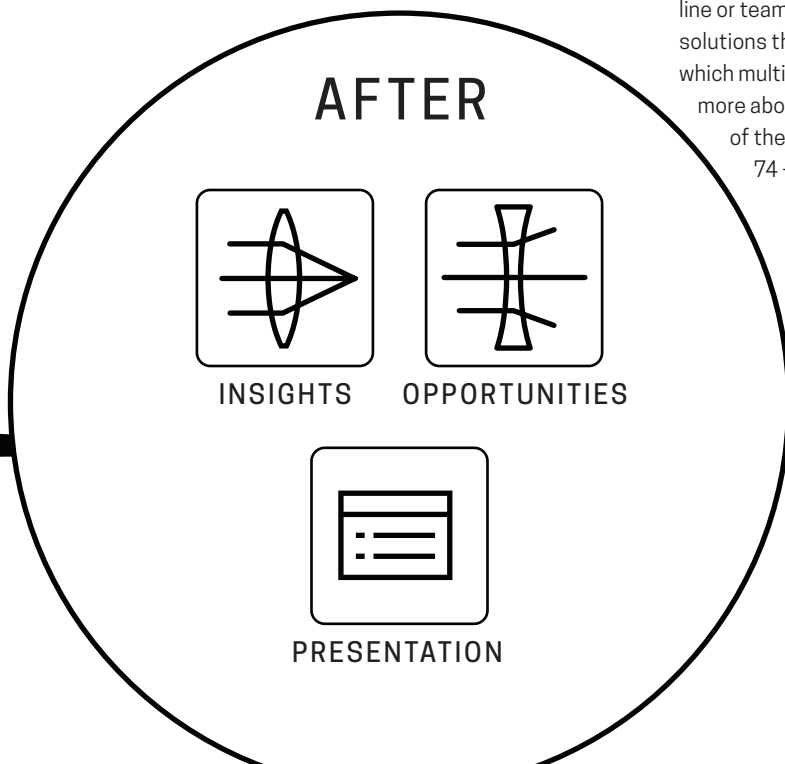 line or team
solutions th
which multi
more abo
of the
74 -
AFTER
INSIGHTS OPPORTUNITIES
PRESENTATION